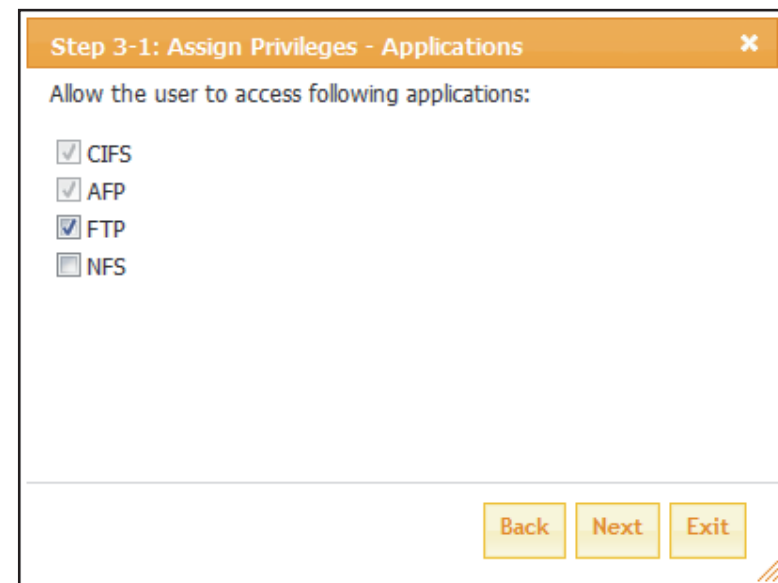 Step 3-1: Assign Privileges - Applications
Allow the user to access following applications:
CIFS
AFP
FTP
NFS
Back Next Exit